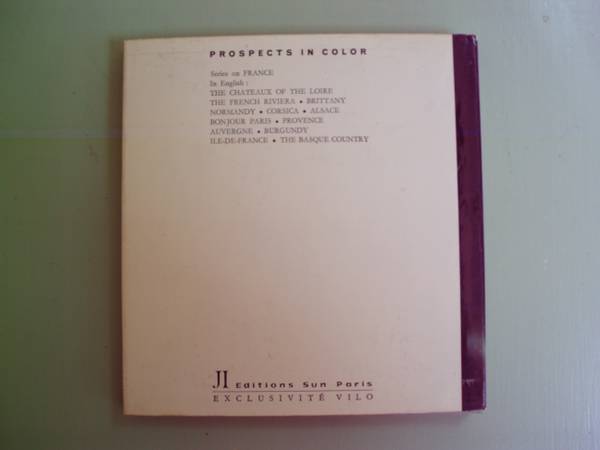 PROSPECTS IN COLOR
Series on FRANCE
In English :
THE CHATEAUX OF THE LOIRE
THE FRENCH RIVIERA • BRITTANY
NORMANDY • CORSICA • ALSACE
BONJOUR PARIS • PROVENCE
AUVERGNE • BURGUNDY
ILE-DE-FRANCE • THE BASQUE COUNTRY
JI Editions Sun Paris
EXCLUSIVITÉ VILO